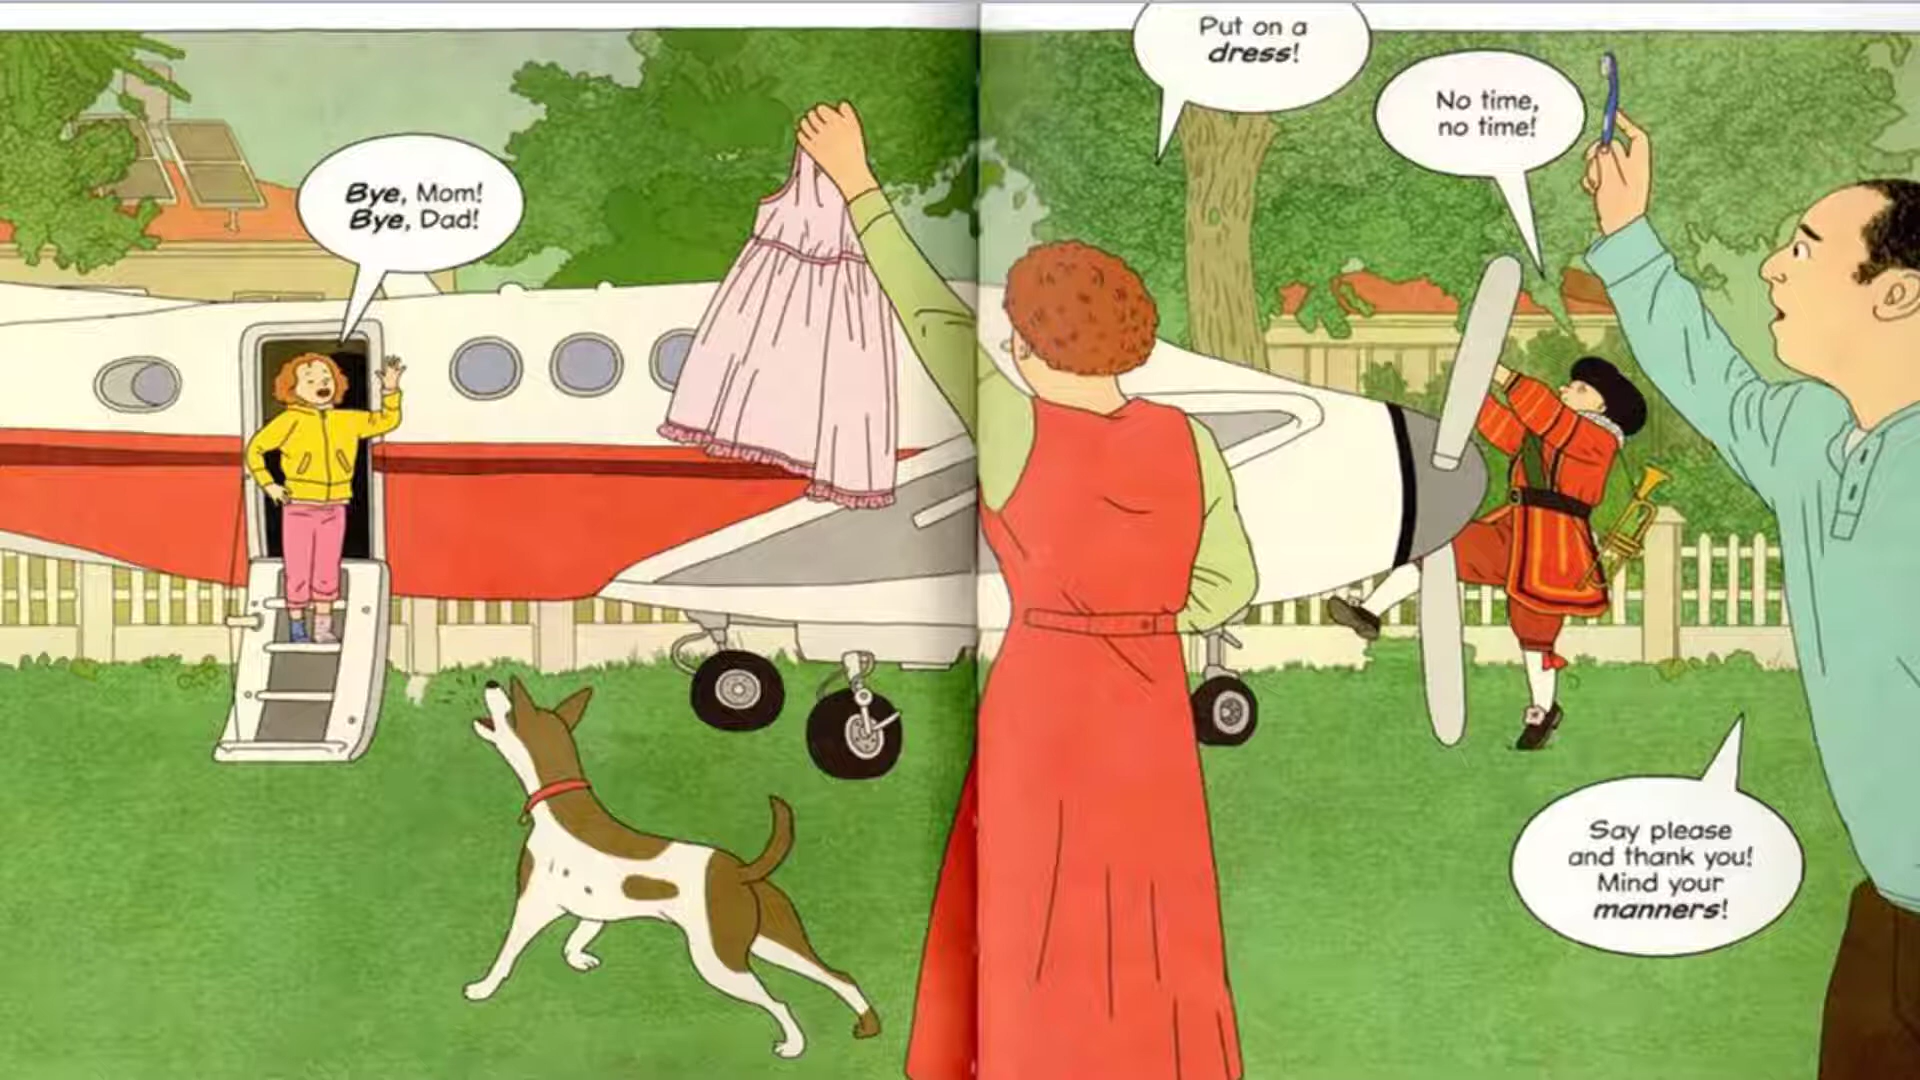 Bye, Mom!
Bye, Dad!
Put on a
dress!
No time,
no time!
Say please
and thank you!
Mind your
manners!